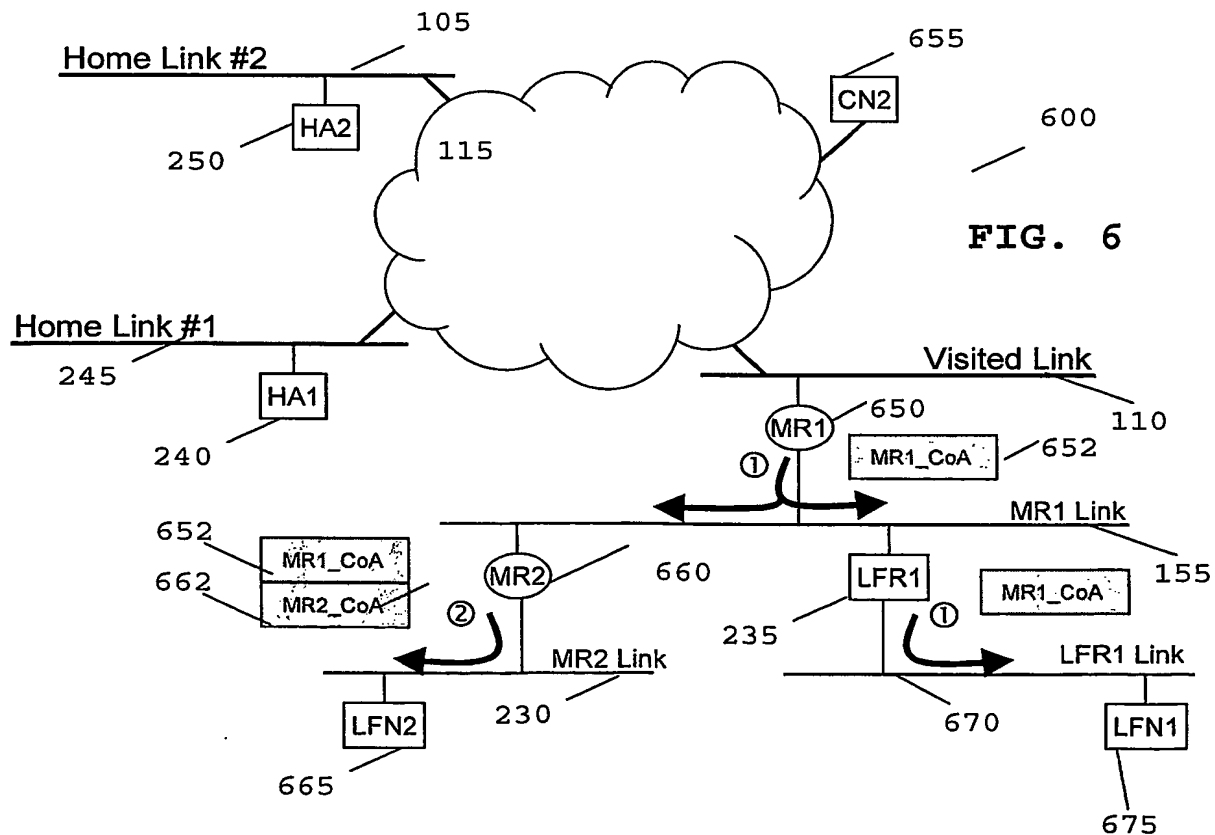 105
655
Home Link #2
CN2
HA2
600
250
115
FIG. 6
Home Link #1
245
Visited Link
HA1
650
110
MR1
240
652
①
MR1_CoA
MR1 Link
652
MR1_CoA
MR2
660
LFR1
155
662
MR2_CoA
MR1_CoA
②
235
①
MR2 Link
LFR1 Link
LFN2
230
670
LFN1
665
675